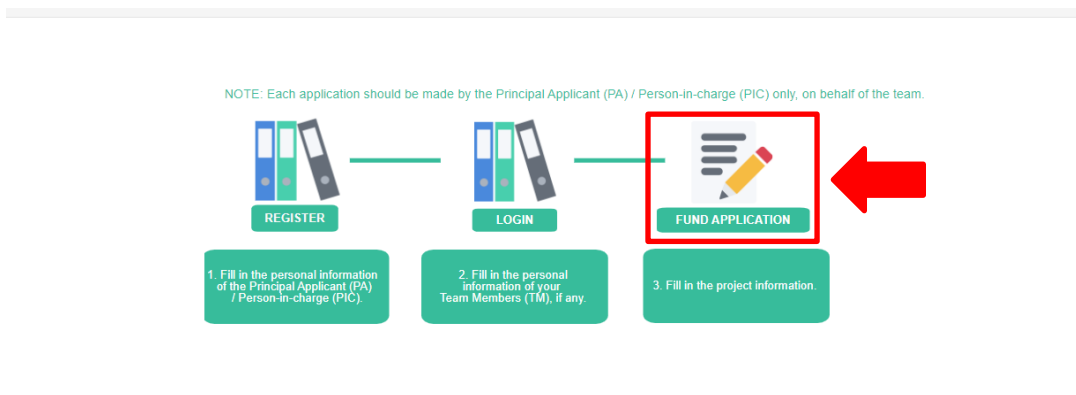 NOTE: Each application should be made by the Principal Applicant (PA) / Person-in-charge (PIC) only, on behalf of the team.
REGISTER
LOGIN
FUND APPLICATION
1. Fill in the personal information
of the Principal Applicant (PA)
/ Person-in-charge (PIC).
2. Fill in the personal
information of your
Team Members (TM), if any.
3. Fill in the project information.